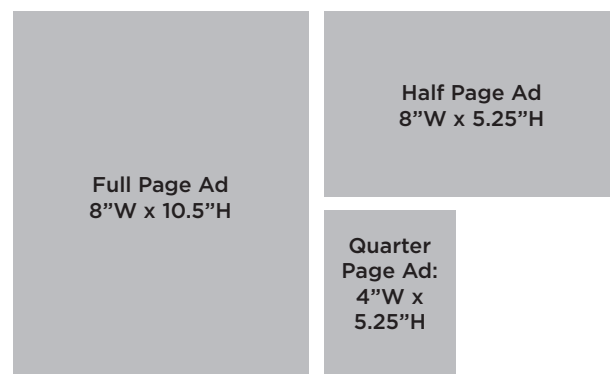 Full Page Ad
8”W x 10.5”H
Half Page Ad
8”W x 5.25”H
Quarter
Page Ad:
4”W x
5.25”H